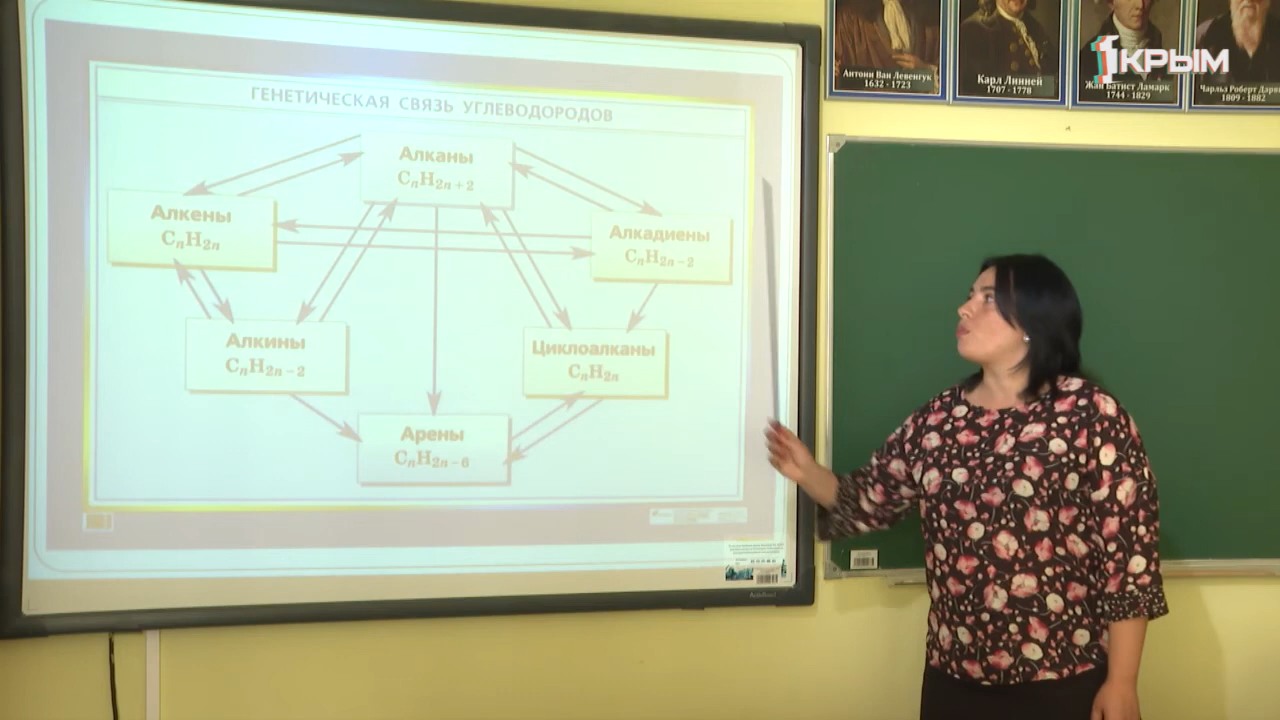 ГЕНЕТИЧЕСКАЯ СВЯЗЬ УГЛЕВОДОРОДОВ
Алканы
CnH2n+2
Алкены
CnH2n
Алкадиены
CnH2n−2
Алкины
CnH2n−2
Циклоалканы
CnH2n
Арены
CnH2n−6
Антони Ван Левенгук
1632 - 1723
Карл Линней
1707 - 1778
Жан Батист Ламарк
1744 - 1829
Чарльз Роберт
1809 - 1882
1КРЫМ